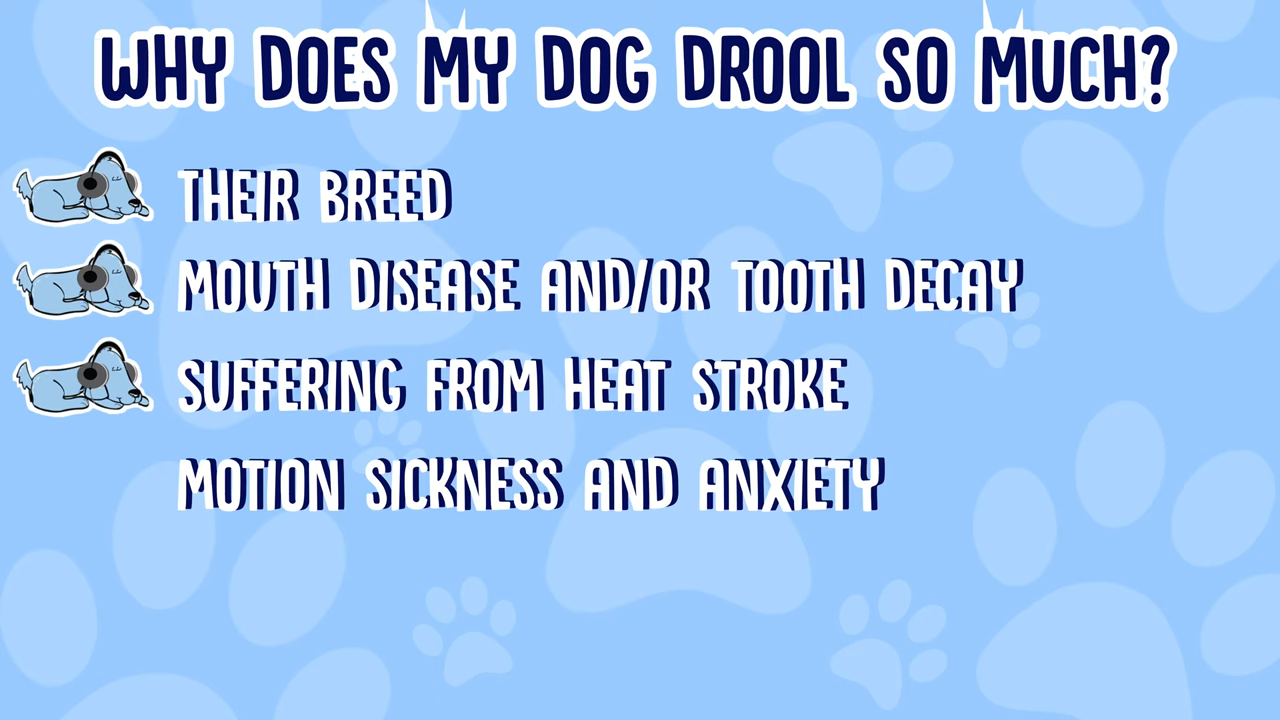 WHY DOES MY DOG DROOL SO MUCH?
THEIR BREED
MOUTH DISEASE AND/OR TOOTH DECAY
SUFFERING FROM HEAT STROKE
MOTION SICKNESS AND ANXIETY